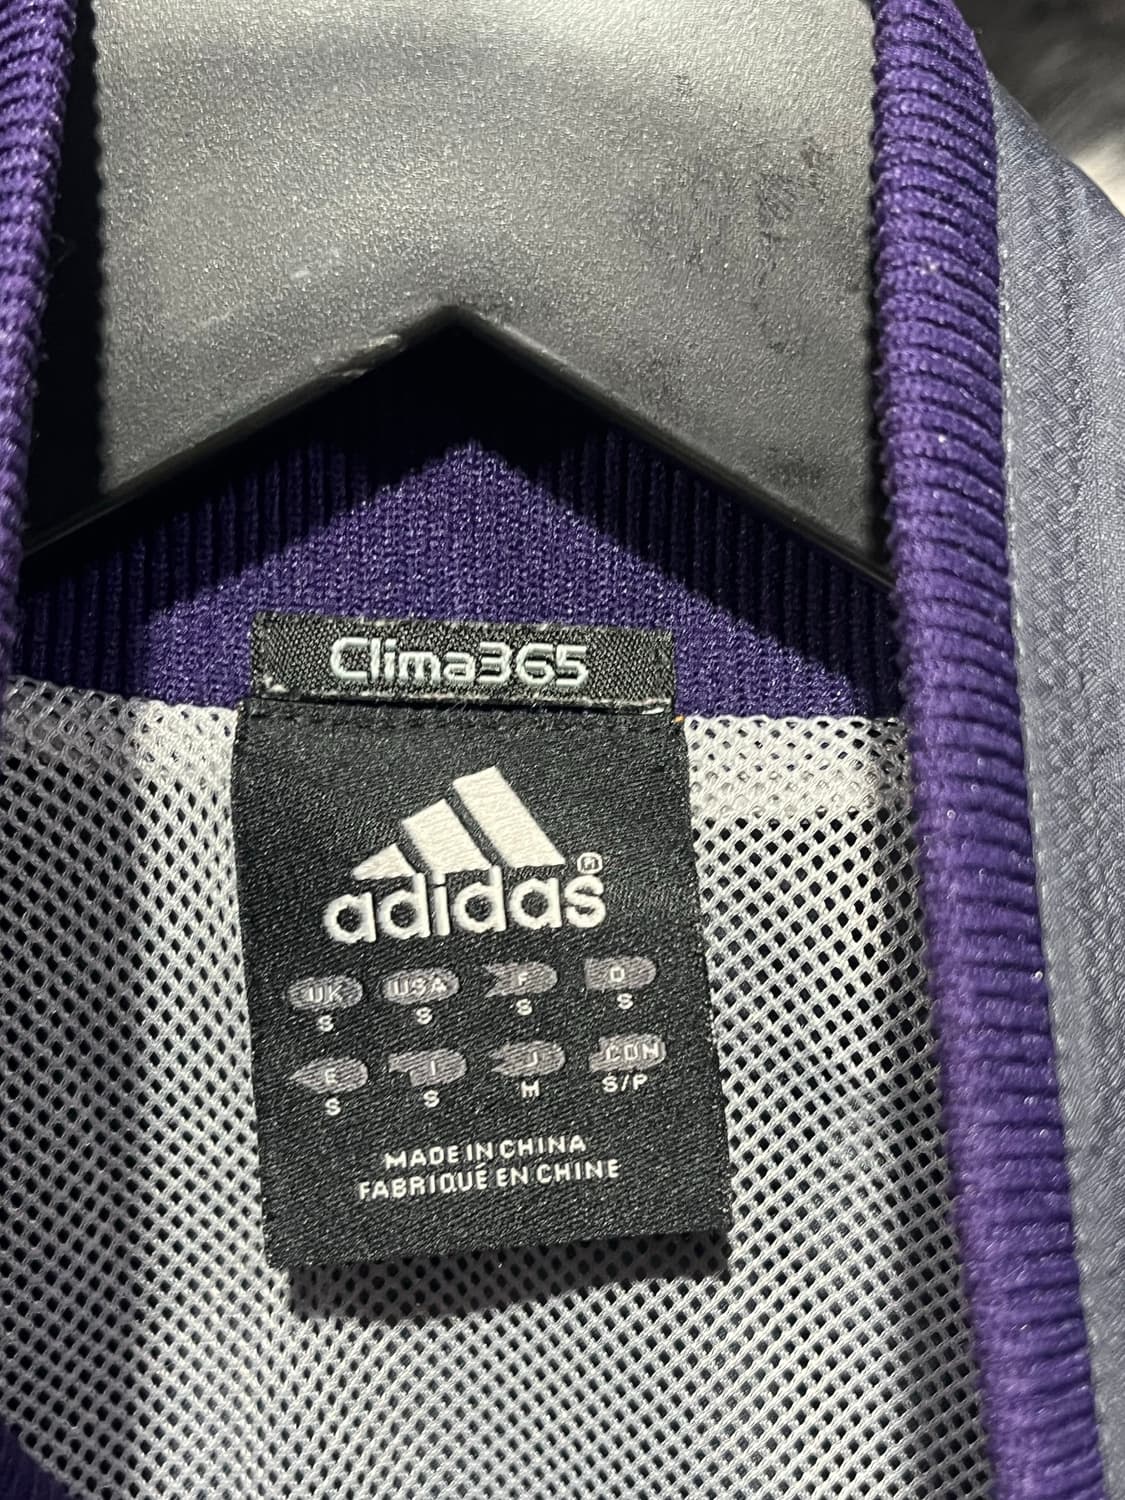 Clima365
adidas®
UK USA F D
S S S S
E I J CDN
S S M S/P
MADE IN CHINA
FABRIQUÉ EN CHINE